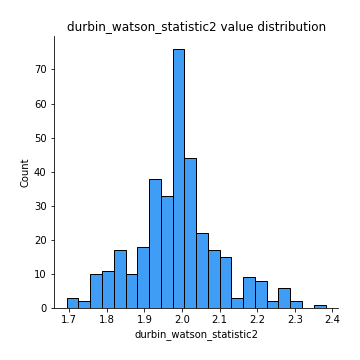 durbin_watson_statistic2 value distribution
70
60
50
40
30
20
10
0
Count
1.7 1.8 1.9 2.0 2.1 2.2 2.3 2.4
durbin_watson_statistic2